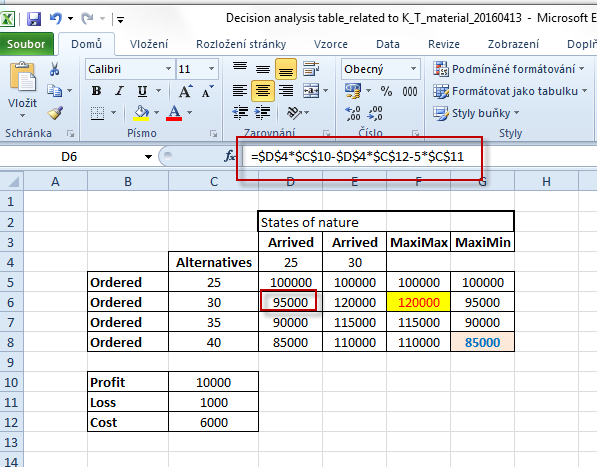 Decision analysis table_related to K_T_material_20160413 - Microsoft E
Soubor Domů Vložení Rozložení stránky Vzorce Data Revize Zobrazení Doplň
Vložit
Calibri 11
B I U
A A
Obecný
% 000
Podmíněné formátování
Formátovat jako tabulku
Styly buňky
Schránka Písmo Zarovnání Číslo Styly
D6 fx =$D$4*$C$10-$D$4*$C$12-5*$C$11
A B C D E F G H
1
2 States of nature
3 Arrived Arrived MaxiMax MaxiMin
4 Alternatives 25 30
5 Ordered 25 100000 100000 100000 100000
6 Ordered 30 95000 120000 120000 95000
7 Ordered 35 90000 115000 115000 90000
8 Ordered 40 85000 110000 110000 85000
9
10 Profit 10000
11 Loss 1000
12 Cost 6000
13
14